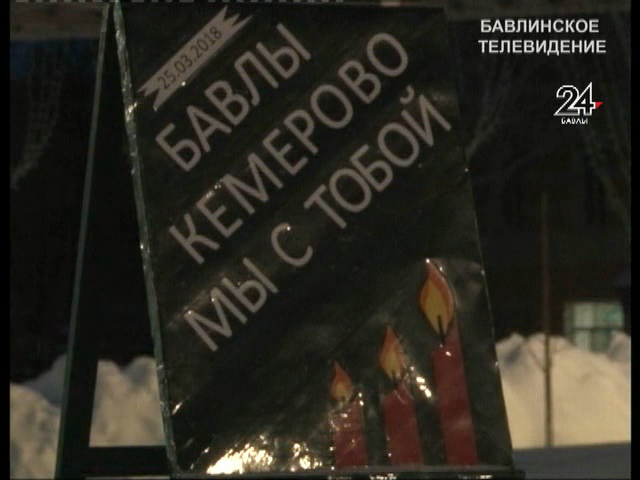 25.03.2018
БАВЛЫ
КЕМЕРОВО
МЫ С ТОБОЙ
БАВЛИНСКОЕ
ТЕЛЕВИДЕНИЕ
24
БАВЛЫ